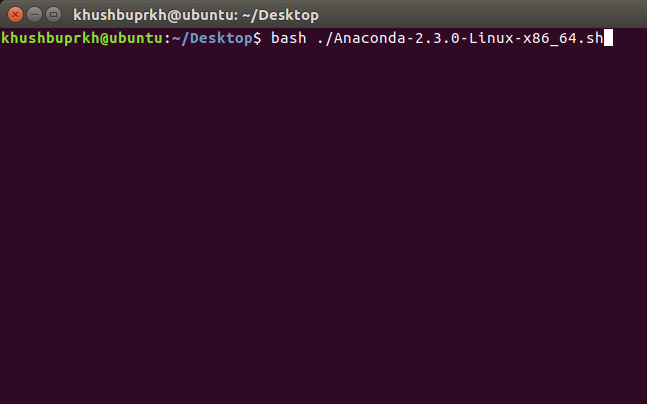 khushbuprkh@ubuntu: ~/Desktop
khushbuprkh@ubuntu:~/Desktop$ bash ./Anaconda-2.3.0-Linux-x86_64.sh